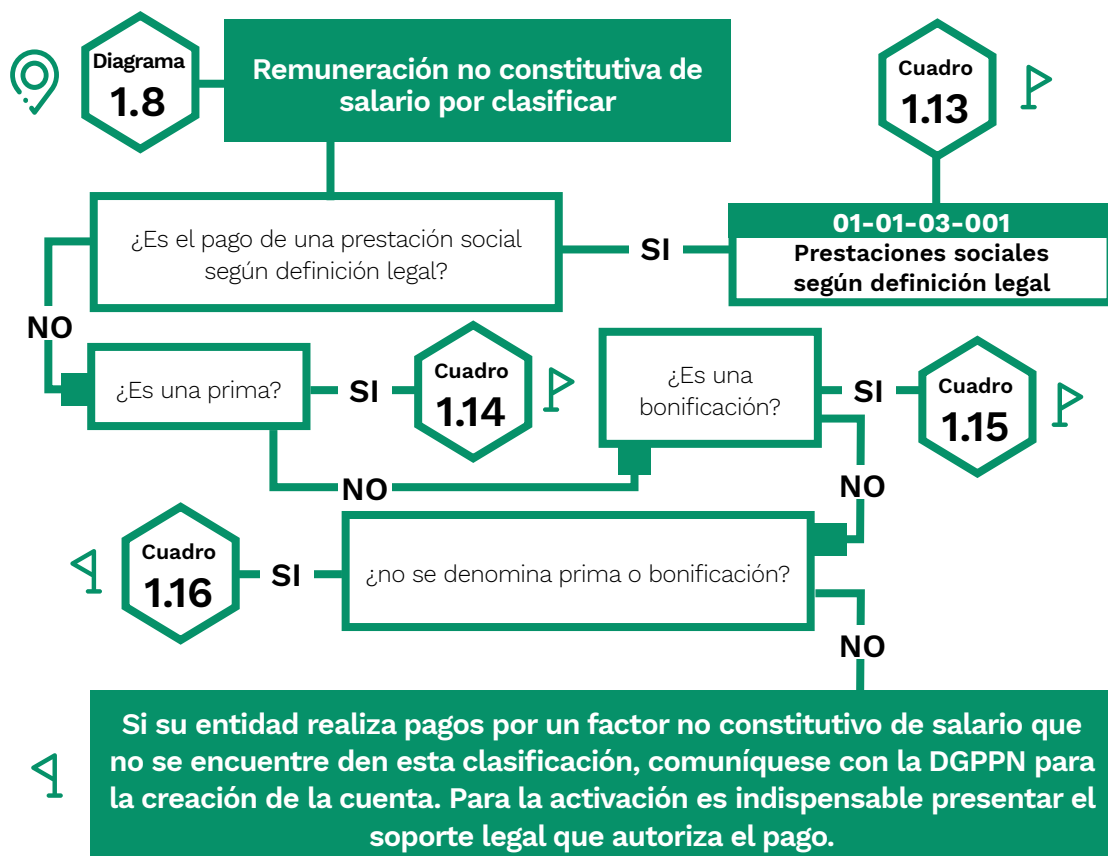 Diagrama
1.8
Remuneración no constitutiva de
salario por clasificar
Cuadro
1.13
¿Es el pago de una prestación social
según definición legal?
SI
01-01-03-001
Prestaciones sociales
según definición legal
NO
¿Es una prima?
SI
Cuadro
1.14
¿Es una
bonificación?
SI
Cuadro
1.15
NO
NO
Cuadro
1.16
SI
¿no se denomina prima o bonificación?
NO
Si su entidad realiza pagos por un factor no constitutivo de salario que
no se encuentre den esta clasificación, comuníquese con la DGPPN para
la creación de la cuenta. Para la activación es indispensable presentar el
soporte legal que autoriza el pago.